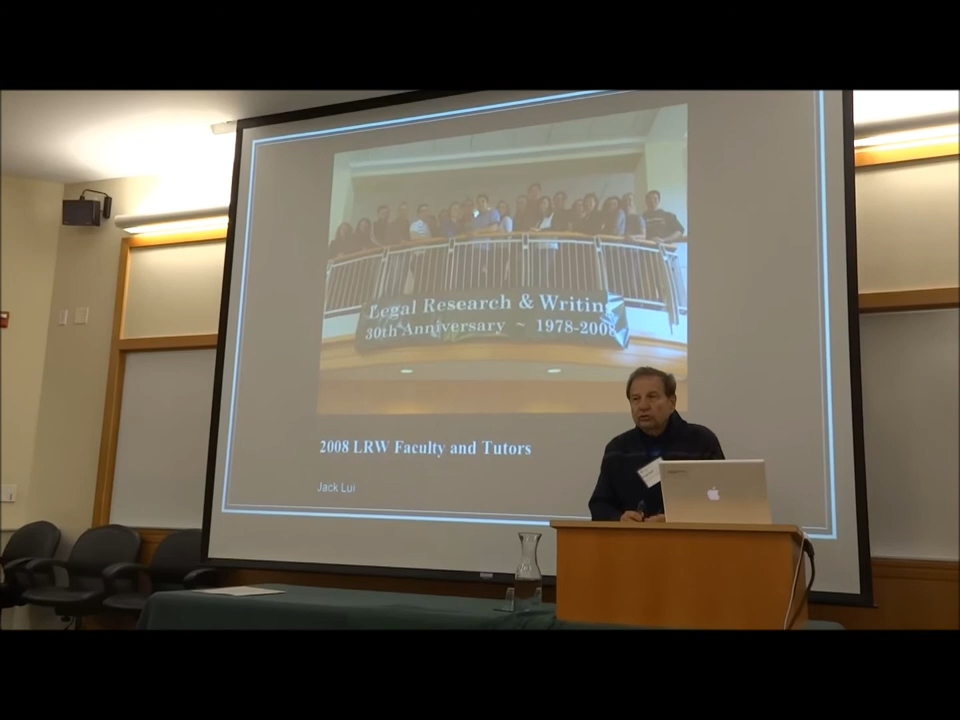 Legal Research & Writing
30th Anniversary ~ 1978-2008
2008 LRW Faculty and Tutors
Jack Lui